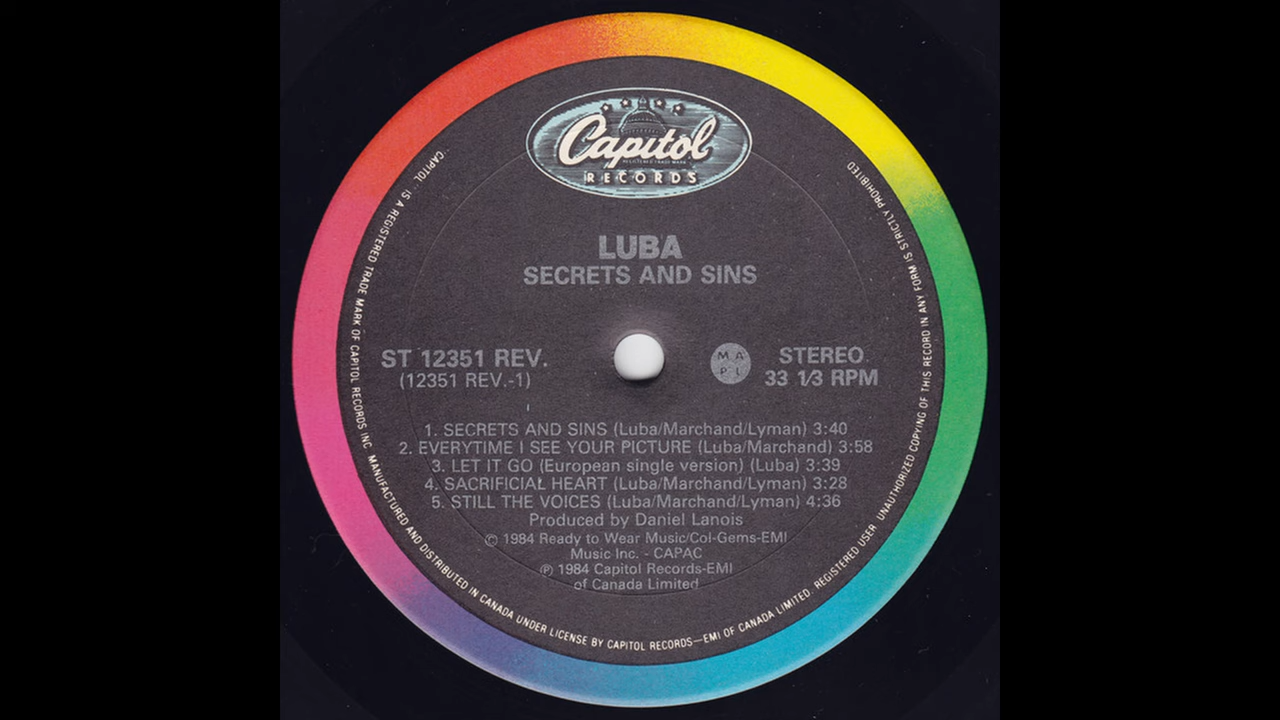 Capitol
REGISTERED TRADE MARK
RECORDS
LUBA
SECRETS AND SINS
ST 12351 REV.
(12351 REV.-1)
M A
P L
STEREO
33 1/3 RPM
1. SECRETS AND SINS (Luba/Marchand/Lyman) 3:40
2. EVERYTIME I SEE YOUR PICTURE (Luba/Marchand) 3:58
3. LET IT GO (European single version) (Luba) 3:39
4. SACRIFICIAL HEART (Luba/Marchand/Lyman) 3:28
5. STILL THE VOICES (Luba/Marchand/Lyman) 4:36
Produced by Daniel Lanois
© 1984 Ready to Wear Music/Col-Gems-EMI
Music Inc. - CAPAC
℗ 1984 Capitol Records-EMI
of Canada Limited
CAPITOL IS A REGISTERED TRADE MARK OF CAPITOL RECORDS INC. MANUFACTURED AND DISTRIBUTED IN CANADA UNDER LICENSE BY CAPITOL RECORDS—EMI OF CANADA LIMITED. REGISTERED USER UNAUTHORIZED COPYING OF THIS RECORD IN ANY FORM IS STRICTLY PROHIBITED